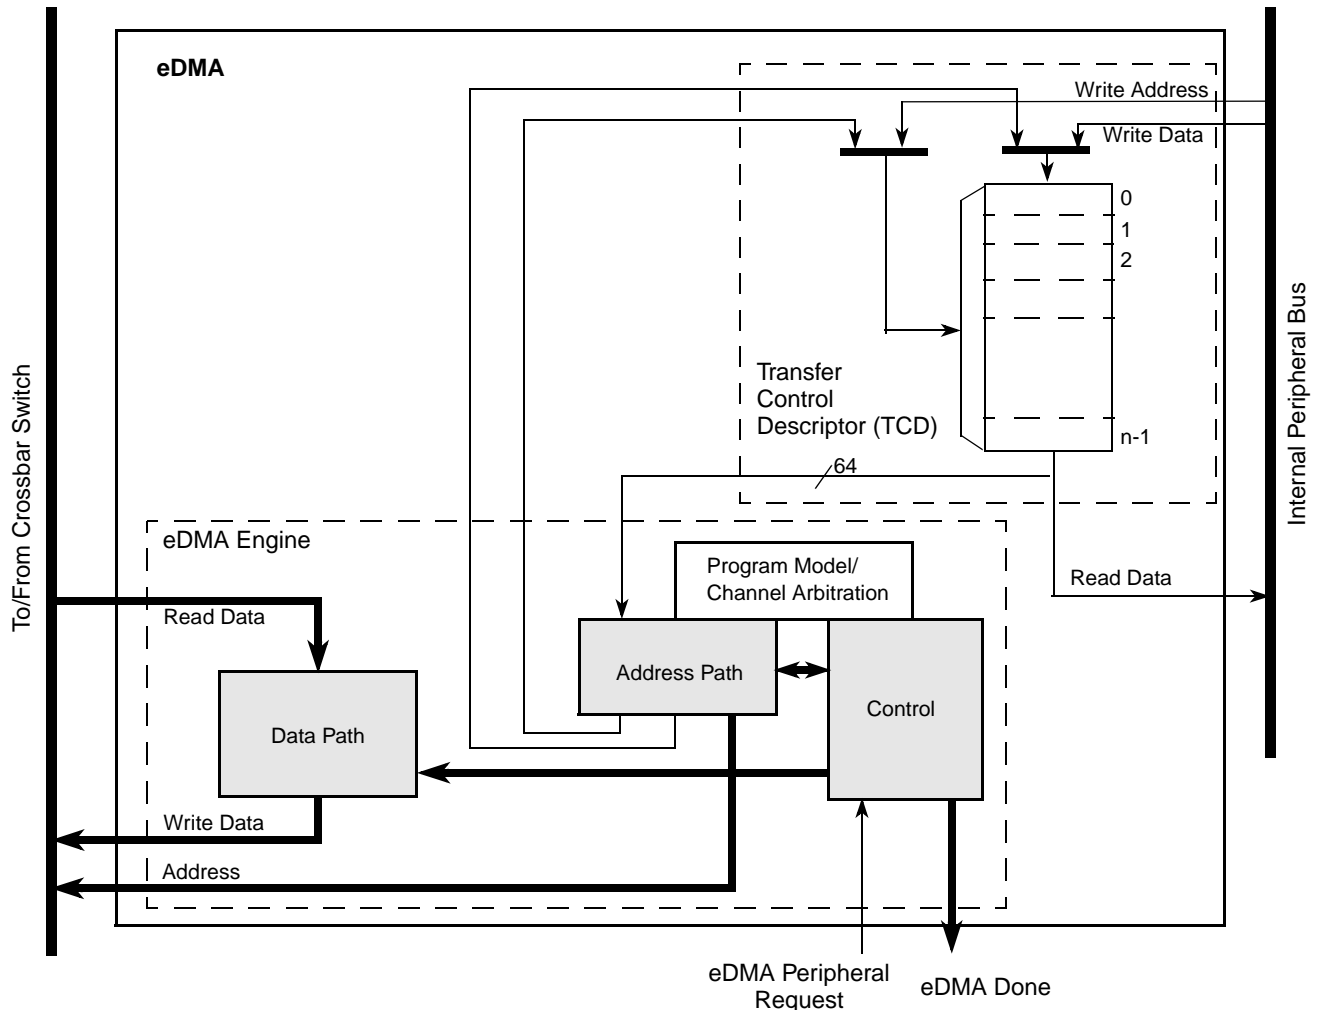 eDMA
Write Address
Write Data
0
1
2
n-1
Transfer
Control
Descriptor (TCD)
64
To/From Crossbar Switch
Internal Peripheral Bus
eDMA Engine
Program Model/
Channel Arbitration
Read Data
Read Data
Address Path
Control
Data Path
Write Data
Address
eDMA Peripheral
Request
eDMA Done